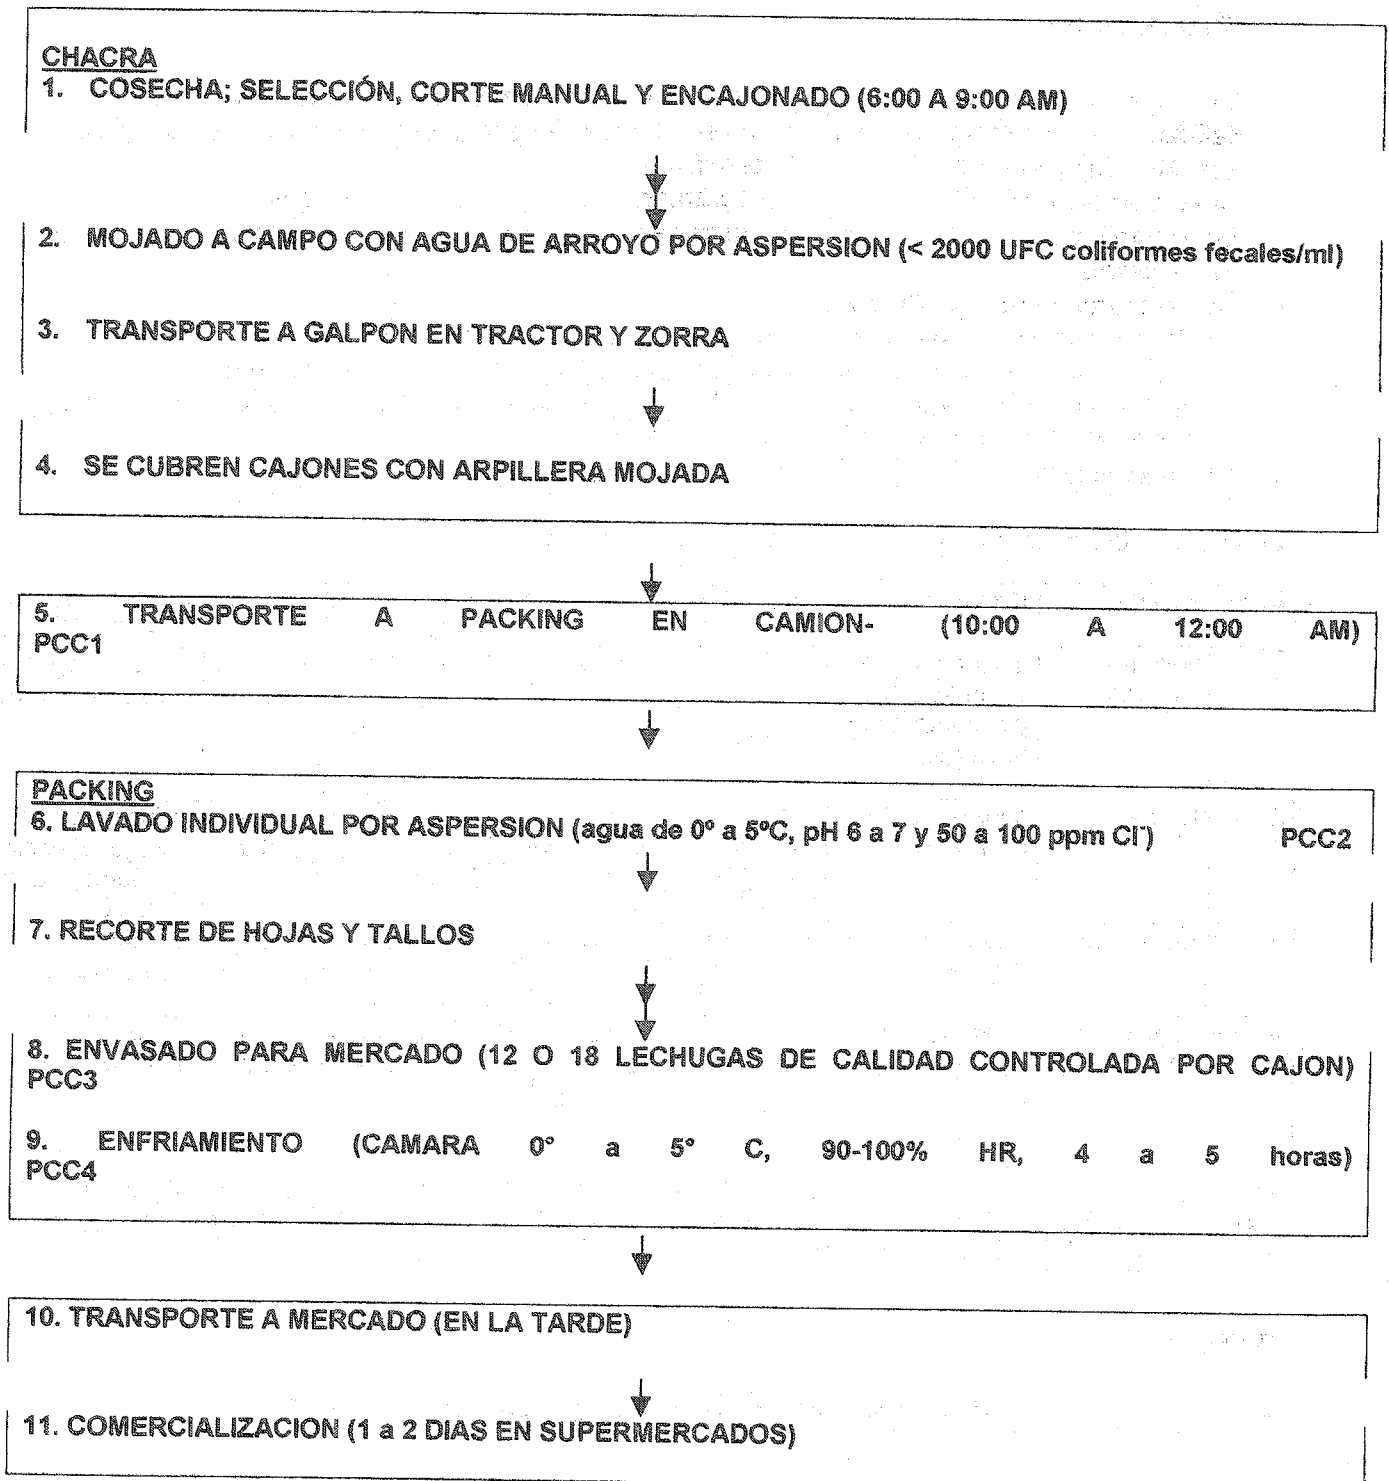 CHACRA
1. COSECHA; SELECCIÓN, CORTE MANUAL Y ENCAJONADO (6:00 A 9:00 AM)
2. MOJADO A CAMPO CON AGUA DE ARROYO POR ASPERSION (< 2000 UFC coliformes fecales/ml)
3. TRANSPORTE A GALPON EN TRACTOR Y ZORRA
4. SE CUBREN CAJONES CON ARPILLERA MOJADA
5. TRANSPORTE A PACKING EN CAMION- (10:00 A 12:00 AM)
PCC1
PACKING
6. LAVADO INDIVIDUAL POR ASPERSION (agua de 0º a 5ºC, pH 6 a 7 y 50 a 100 ppm Cl⁻) PCC2
7. RECORTE DE HOJAS Y TALLOS
8. ENVASADO PARA MERCADO (12 O 18 LECHUGAS DE CALIDAD CONTROLADA POR CAJON)
PCC3
9. ENFRIAMIENTO (CAMARA 0° a 5° C, 90-100% HR, 4 a 5 horas)
PCC4
10. TRANSPORTE A MERCADO (EN LA TARDE)
11. COMERCIALIZACION (1 a 2 DIAS EN SUPERMERCADOS)